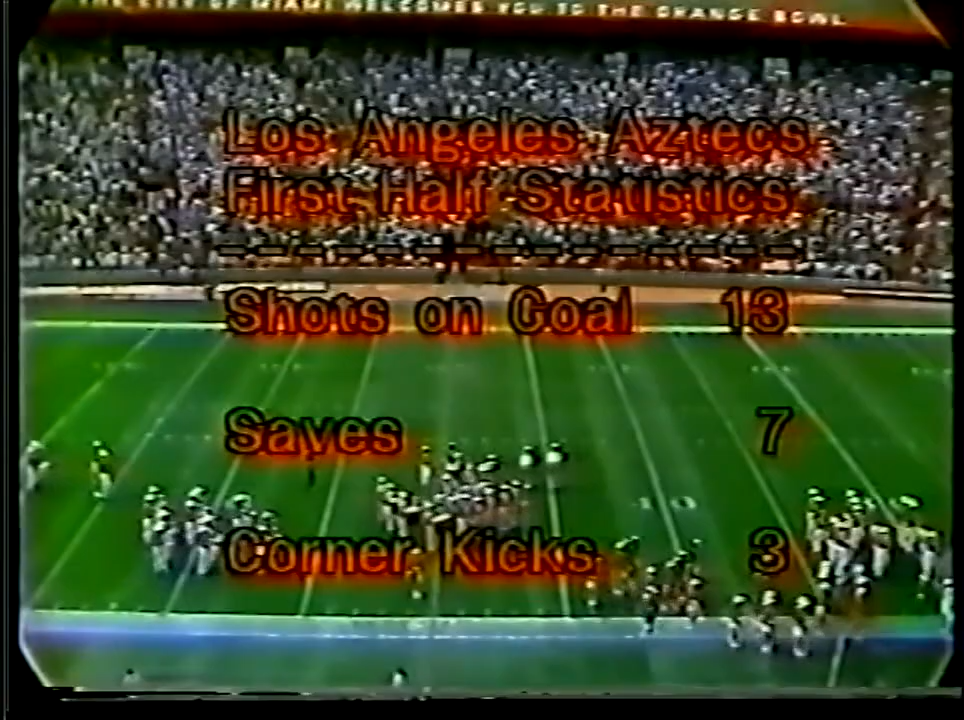 THE CITY OF MIAMI WELCOMES YOU TO THE ORANGE BOWL
Los Angeles Aztecs
First Half Statistics
Shots on Goal 13
Saves 7
Corner Kicks 3